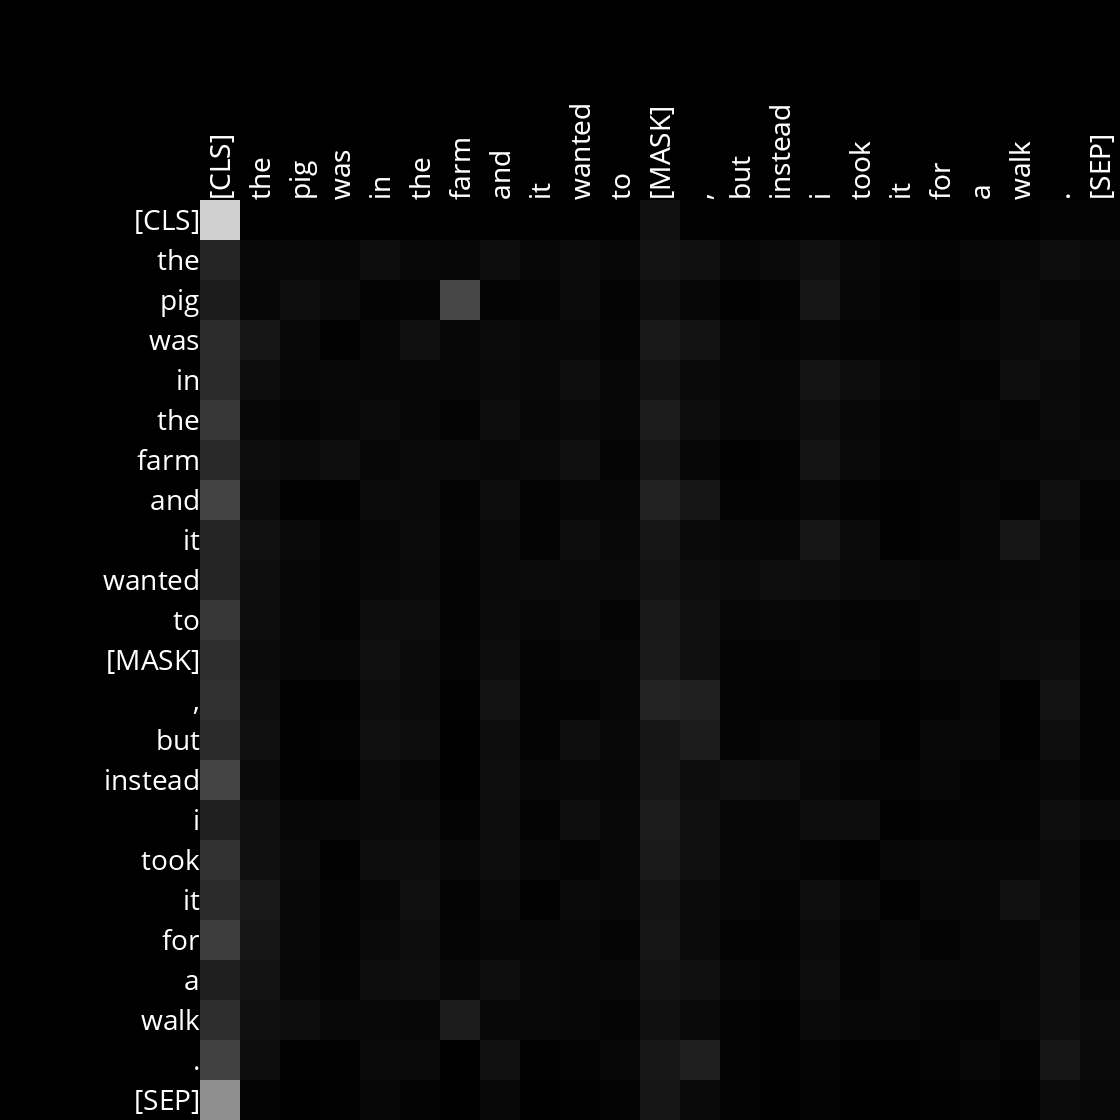 [CLS] the pig was in the farm and it wanted to [MASK] , but instead i took it for a walk . [SEP]
[CLS]
the
pig
was
in
the
farm
and
it
wanted
to
[MASK]
,
but
instead
i
took
it
for
a
walk
.
[SEP]